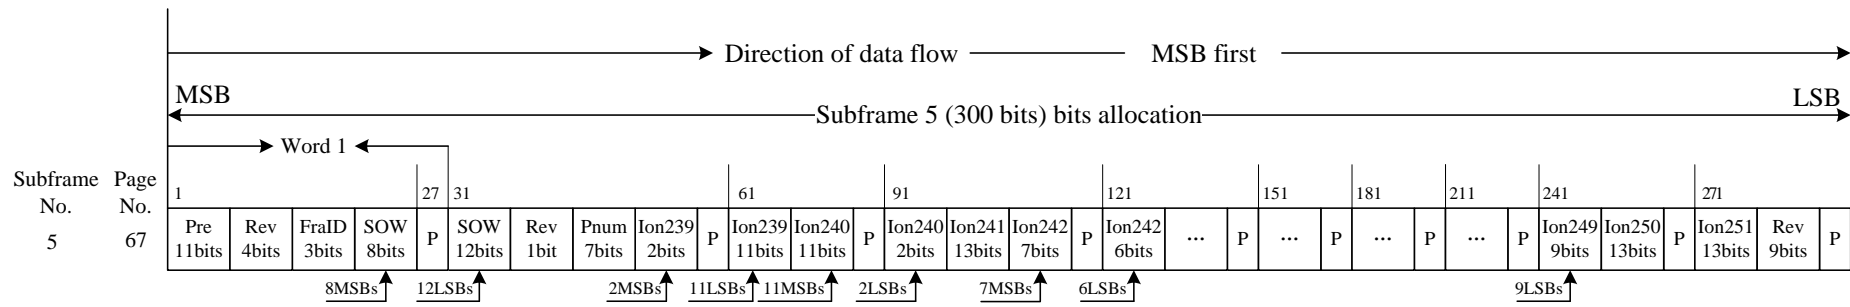 Direction of data flow MSB first
MSB LSB
Subframe 5 (300 bits) bits allocation
Word 1
Subframe No. Page No. 1 27 31 61 91 121 151 181 211 241 271
5 67 Pre 11bits Rev 4bits FraID 3bits SOW 8bits P SOW 12bits Rev 1bit Pnum 7bits Ion239 2bits P Ion239 11bits Ion240 11bits P Ion240 2bits Ion241 13bits Ion242 7bits P Ion242 6bits ... P ... P ... P ... P Ion249 9bits Ion250 13bits P Ion251 13bits Rev 9bits P
8MSBs 12LSBs 2MSBs 11LSBs 11MSBs 2LSBs 7MSBs 6LSBs 9LSBs